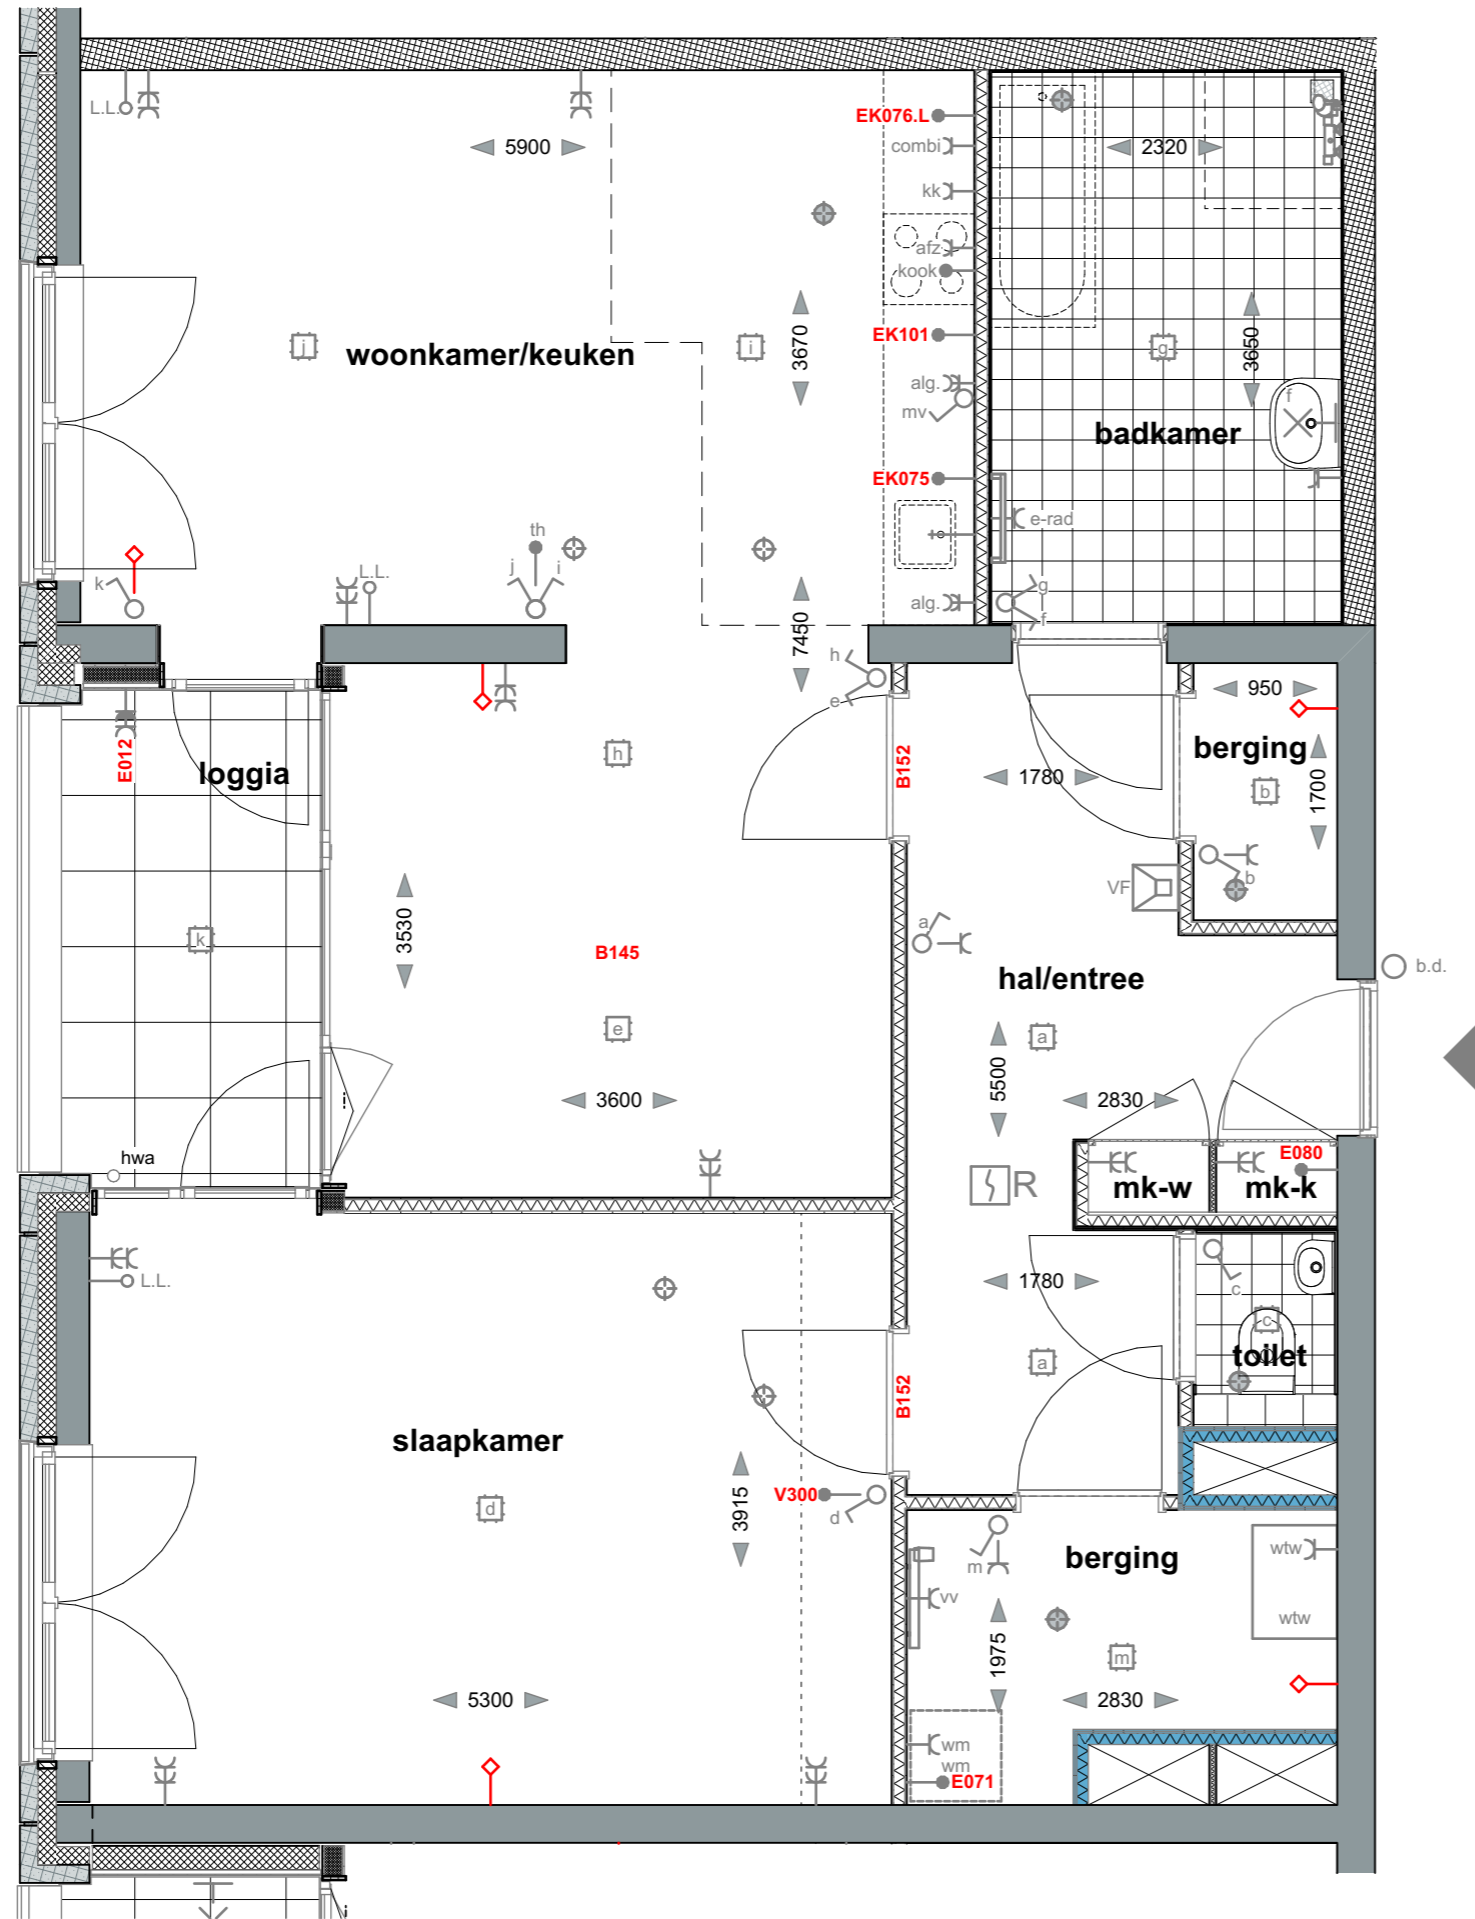 L.L.
5900
EK076.L
combi
kk
2320
afz
kook
j
woonkamer/keuken
i
3670
EK101
g
3650
alg.
mv
f
badkamer
EK075
th
j
i
e-rad
k
L.L.
alg.
g
f
7450
h
e
950
E012
loggia
h
B152
1780
berging
b
1700
VF
b
3530
k
B145
a
hal/entree
b.d.
e
a
5500
3600
2830
hwa
R
mk-w
E080
mk-k
L.L.
1780
c
c
toilet
a
B152
slaapkamer
d
3915
V300
d
m
berging
wtw
vv
wtw
1975
m
5300
2830
wm
wm
E071